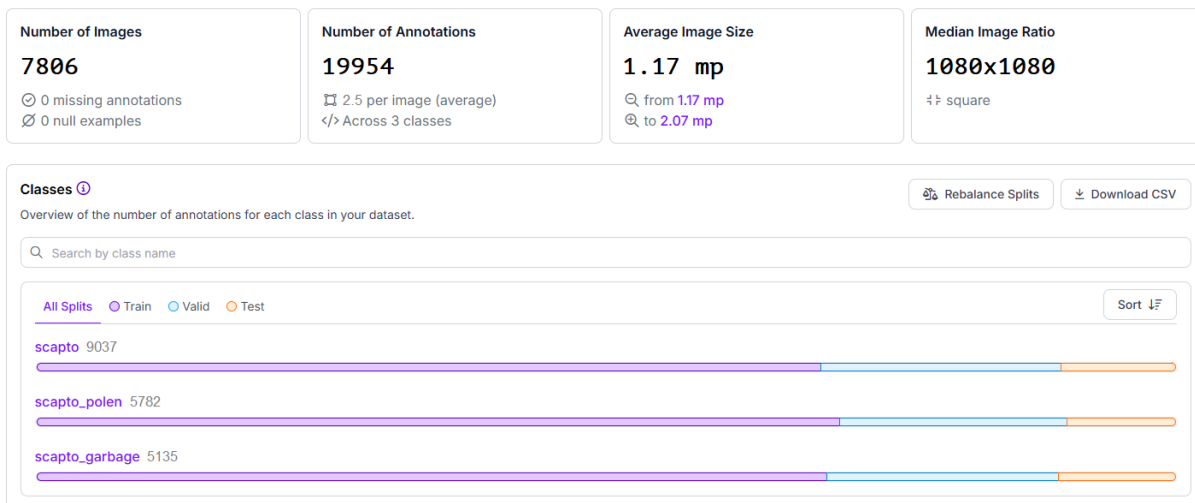 Number of Images
7806
0 missing annotations
0 null examples
Number of Annotations
19954
2.5 per image (average)
</> Across 3 classes
Average Image Size
1.17 mp
from 1.17 mp
to 2.07 mp
Median Image Ratio
1080x1080
square
Classes
Rebalance Splits
Download CSV
Overview of the number of annotations for each class in your dataset.
Search by class name
All Splits Train Valid Test
Sort
scapto 9037
scapto_polen 5782
scapto_garbage 5135